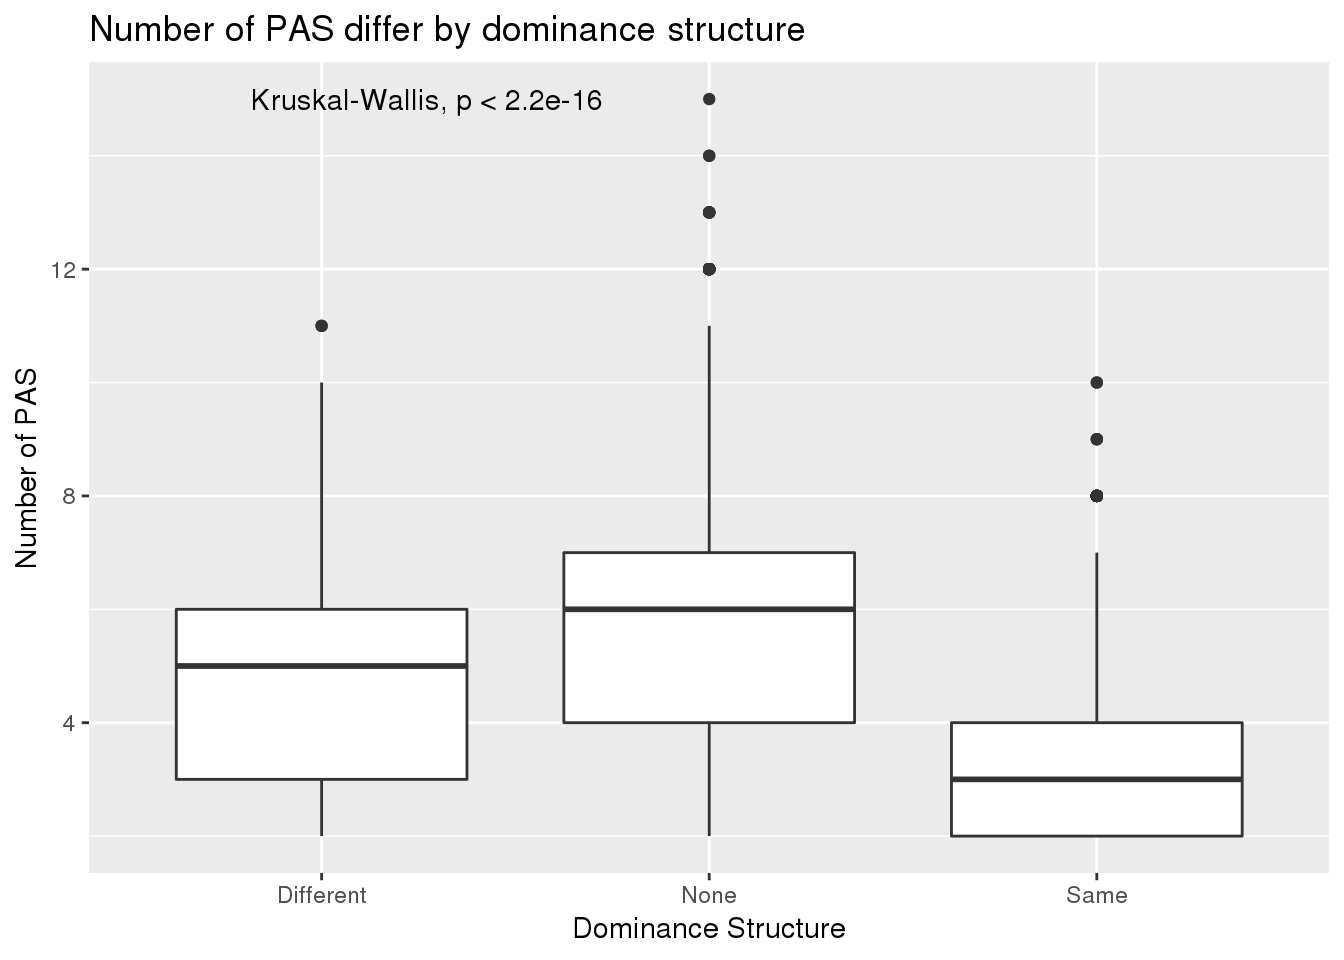 Number of PAS differ by dominance structure
Kruskal-Wallis, p < 2.2e-16
12
8
4
Number of PAS
Different
None
Same
Dominance Structure